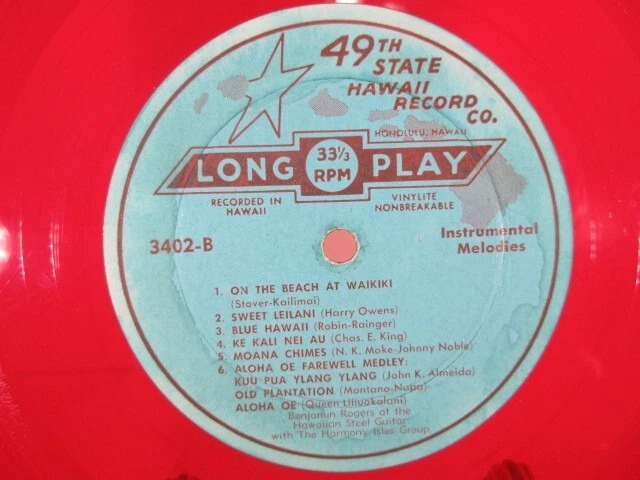 49TH
STATE
HAWAII
RECORD
CO.
HONOLULU, HAWAII
LONG 33⅓ RPM PLAY
RECORDED IN HAWAII
VINYLITE NONBREAKABLE
3402-B
Instrumental
Melodies
1. ON THE BEACH AT WAIKIKI
(Stover-Kailimai)
2. SWEET LEILANI (Harry Owens)
3. BLUE HAWAII (Robin-Rainger)
4. KE KALI NEI AU (Chas. E. King)
5. MOANA CHIMES (N. K. Moke-Johnny Noble)
6. ALOHA OE FAREWELL MEDLEY:
KUU PUA YLANG YLANG (John K. Almeida)
OLD PLANTATION (Montano-Napa)
ALOHA OE (Queen Liliuokalani)
Benjamin Rogers at the
Hawaiian Steel Guitar
with The Harmony Isles Group